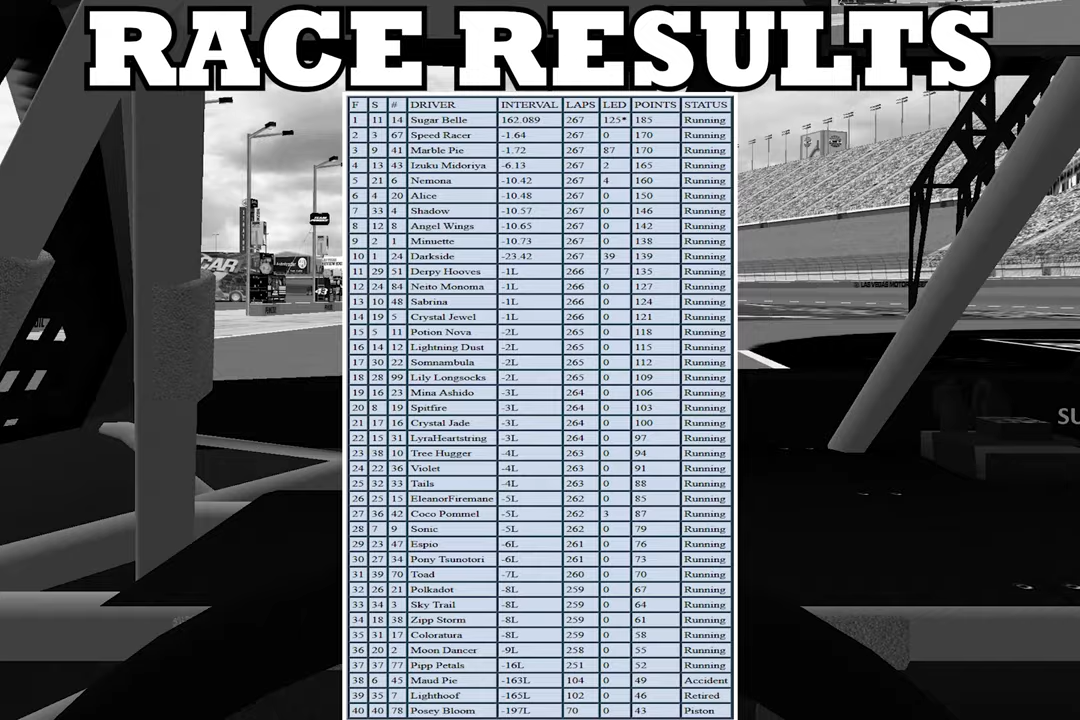 RACE RESULTS
F S # DRIVER INTERVAL LAPS LED POINTS STATUS
1 11 14 Sugar Belle 162.089 267 125* 185 Running
2 3 67 Speed Racer -1.64 267 0 170 Running
3 9 41 Marble Pie -1.72 267 87 170 Running
4 13 43 Izuku Midoriya -6.13 267 2 165 Running
5 21 6 Nemona -10.42 267 4 160 Running
6 4 20 Alice -10.48 267 0 150 Running
7 33 4 Shadow -10.57 267 0 146 Running
8 12 8 Angel Wings -10.65 267 0 142 Running
9 2 1 Minuette -10.73 267 0 138 Running
10 1 24 Darkside -23.42 267 39 139 Running
11 29 51 Derpy Hooves -1L 266 7 135 Running
12 24 84 Neito Monoma -1L 266 0 127 Running
13 10 48 Sabrina -1L 266 0 124 Running
14 19 5 Crystal Jewel -1L 266 0 121 Running
15 5 11 Potion Nova -2L 265 0 118 Running
16 14 12 Lightning Dust -2L 265 0 115 Running
17 30 22 Somnambula -2L 265 0 112 Running
18 28 99 Lily Longsocks -2L 265 0 109 Running
19 16 23 Mina Ashido -3L 264 0 106 Running
20 8 19 Spitfire -3L 264 0 103 Running
21 17 16 Crystal Jade -3L 264 0 100 Running
22 15 31 LyraHeartstring -3L 264 0 97 Running
23 38 10 Tree Hugger -4L 263 0 94 Running
24 22 36 Violet -4L 263 0 91 Running
25 32 33 Tails -4L 263 0 88 Running
26 25 15 EleanorFiremane -5L 262 0 85 Running
27 36 42 Coco Pommel -5L 262 3 87 Running
28 7 9 Sonic -5L 262 0 79 Running
29 23 47 Espio -6L 261 0 76 Running
30 27 34 Pony Tsunotori -6L 261 0 73 Running
31 39 70 Toad -7L 260 0 70 Running
32 26 21 Polkadot -8L 259 0 67 Running
33 34 3 Sky Trail -8L 259 0 64 Running
34 18 38 Zipp Storm -8L 259 0 61 Running
35 31 17 Coloratura -8L 259 0 58 Running
36 20 2 Moon Dancer -9L 258 0 55 Running
37 37 77 Pipp Petals -16L 251 0 52 Running
38 6 45 Maud Pie -163L 104 0 49 Accident
39 35 7 Lighthoof -165L 102 0 46 Retired
40 40 78 Posey Bloom -197L 70 0 43 Piston
CAR
43
LAS VEGAS MOTOR
SU